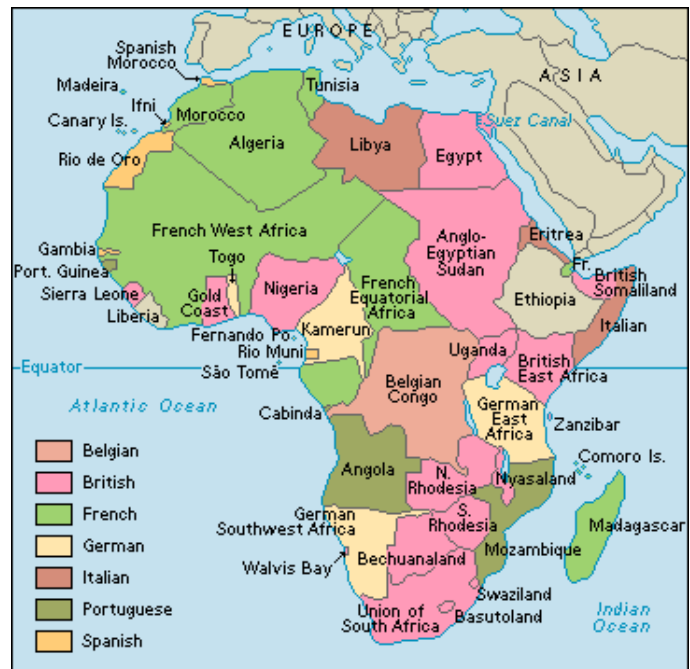 EUROPE
ASIA
Spanish
Morocco
Madeira
Ifni
Canary Is.
Rio de Oro
Morocco
Tunisia
Algeria
Libya
Egypt
Suez Canal
French West Africa
Gambia
Port. Guinea
Sierra Leone
Liberia
Togo
Gold
Coast
Nigeria
Kamerun
French
Equatorial
Africa
Anglo-
Egyptian
Sudan
Eritrea
Fr.
British
Somaliland
Ethiopia
Italian
Fernando Po
Rio Muni
São Tomé
Equator
Uganda
British
East Africa
Belgian
Congo
German
East
Africa
Zanzibar
Atlantic Ocean
Cabinda
Angola
N.
Rhodesia
Nyasaland
Comoro Is.
German
Southwest Africa
S.
Rhodesia
Madagascar
Walvis Bay
Bechuanaland
Mozambique
Swaziland
Basutoland
Union of
South Africa
Indian
Ocean
Belgian
British
French
German
Italian
Portuguese
Spanish